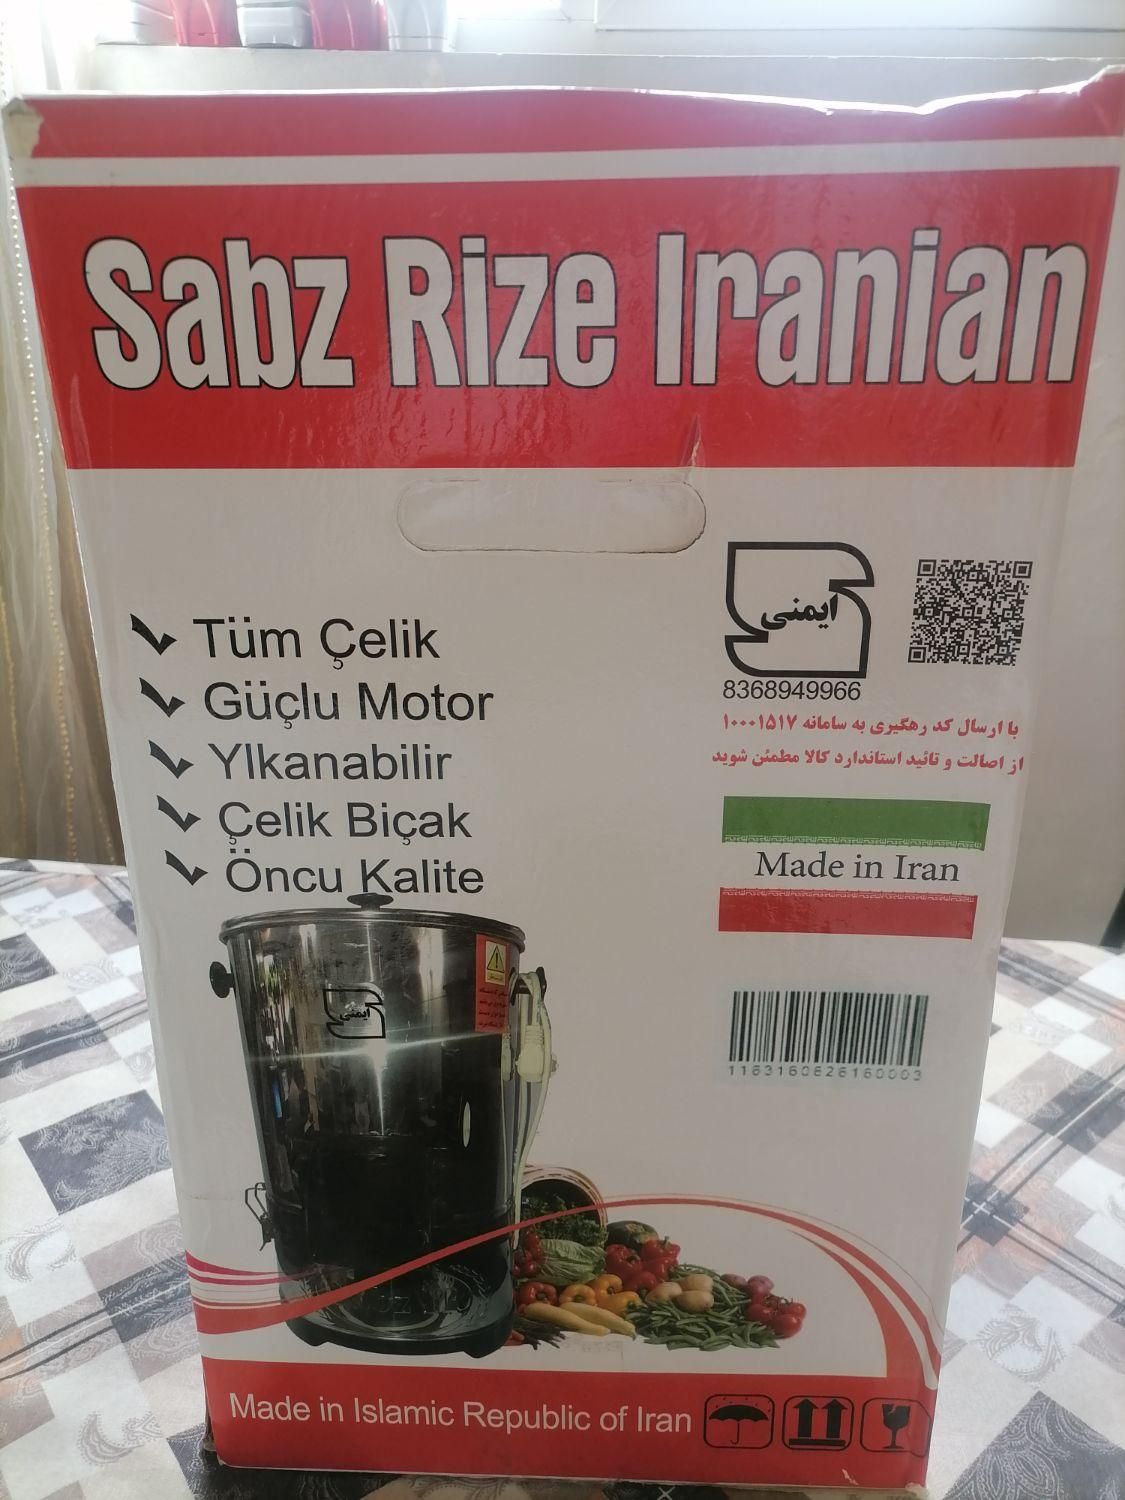 Sabz Rize Iranian
Tüm Çelik
Güçlu Motor
Ylkanabilir
Çelik Biçak
Öncu Kalite
ایمنی
8368949966
با ارسال کد رهگیری به سامانه ۱۰۰۰۱۵۱۷
از اصالت و تائید استاندارد کالا مطمئن شوید
Made in Iran
1163160626160003
ایمنی
Made in Islamic Republic of Iran